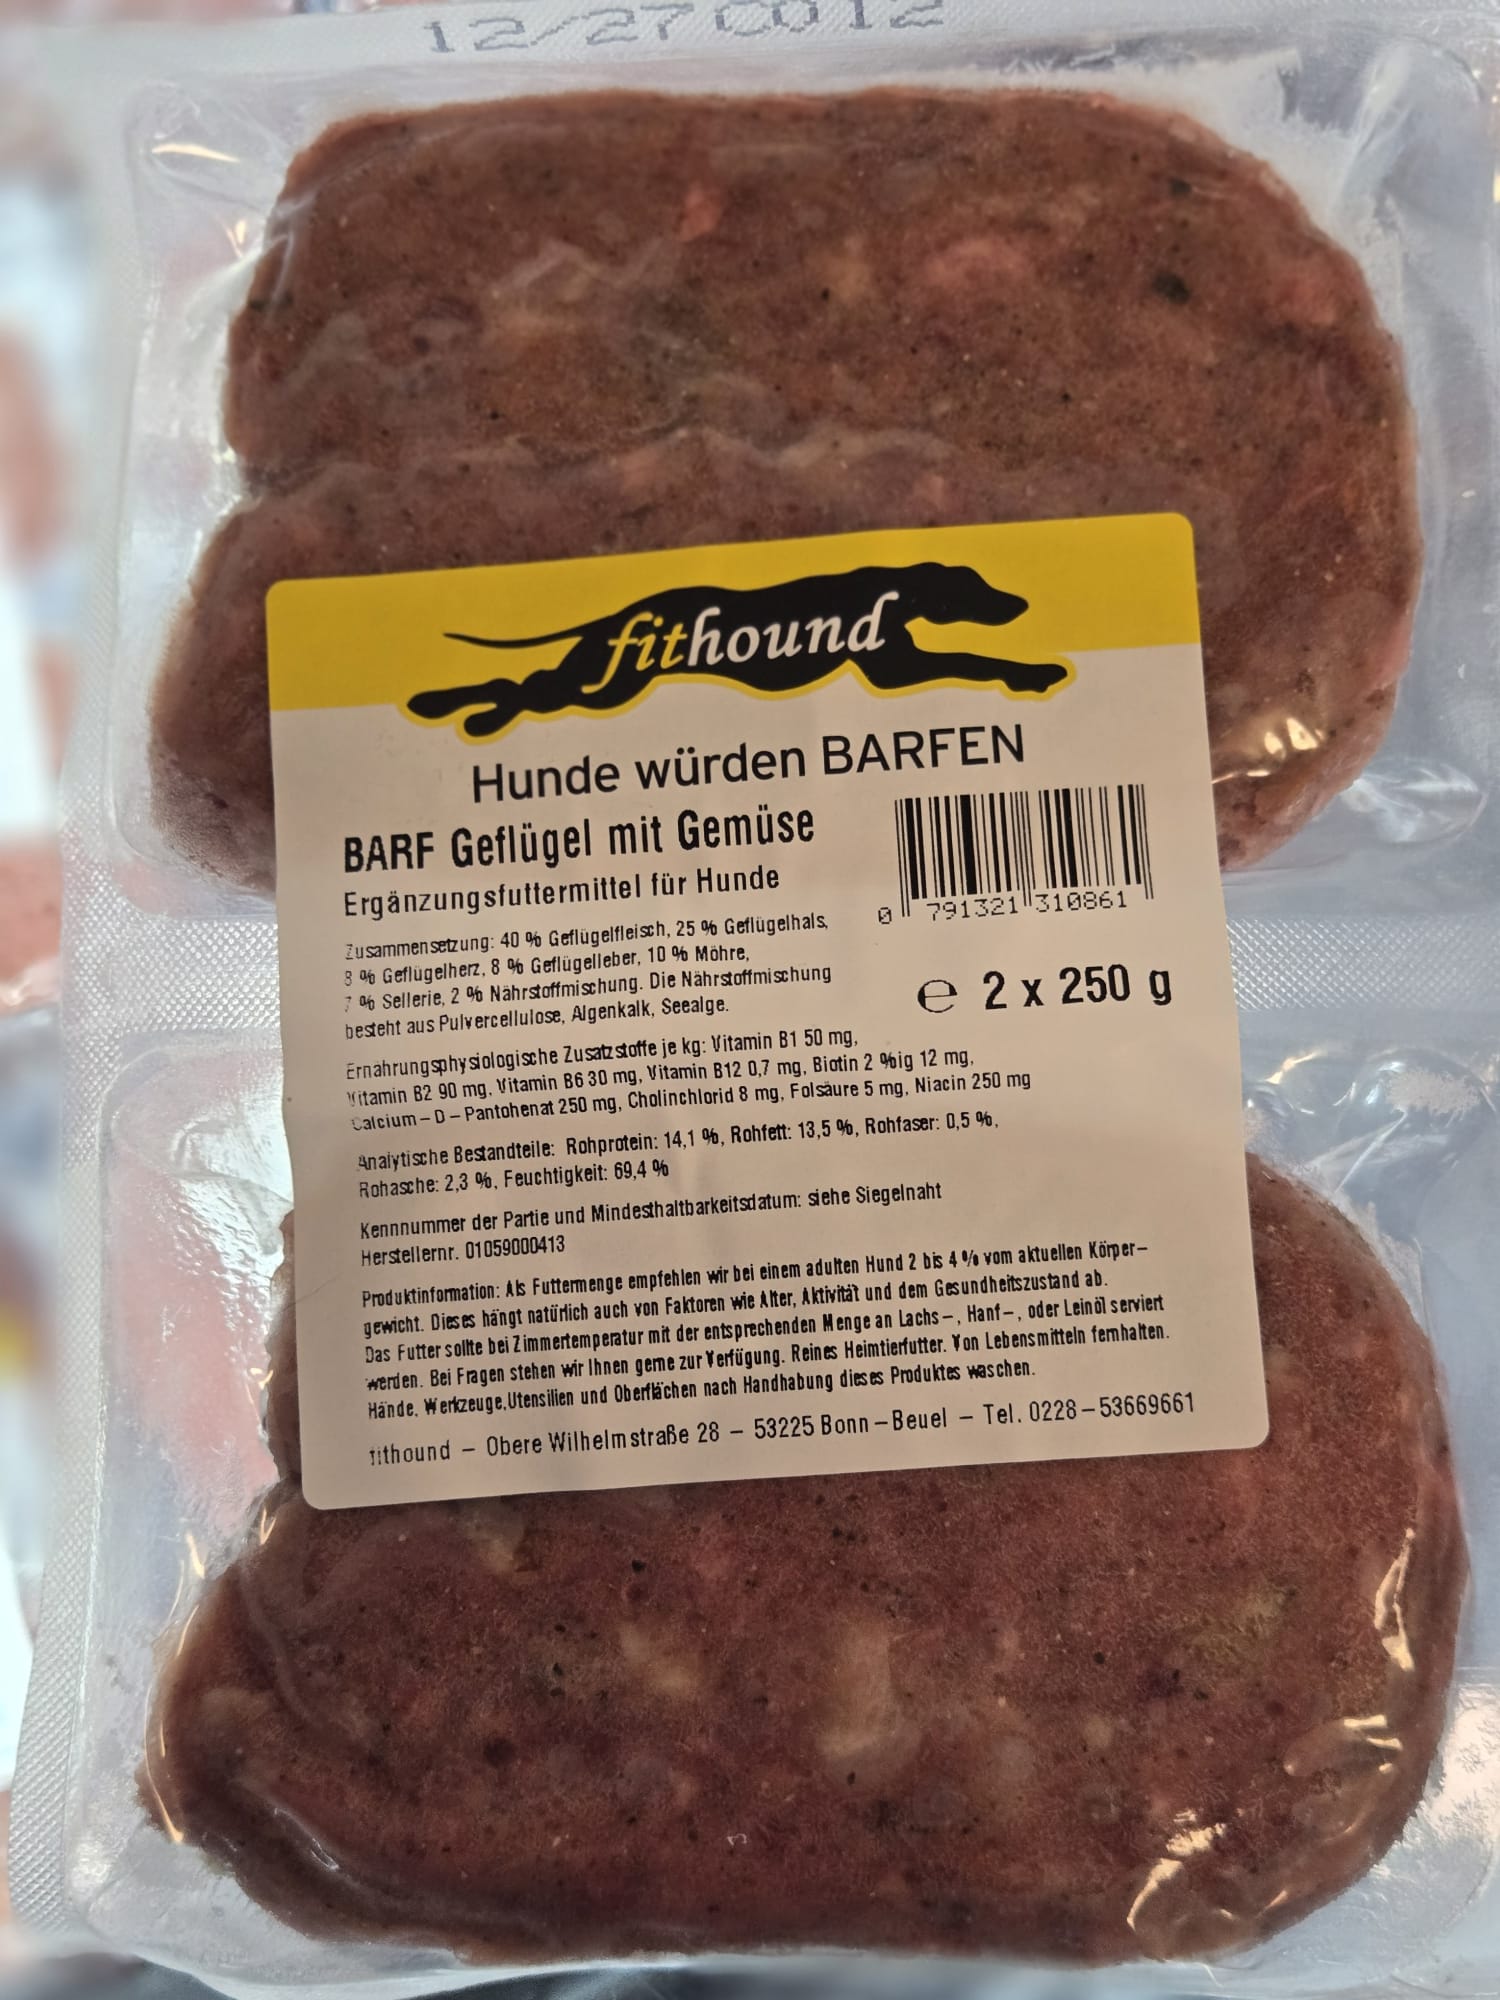 12/27 C012
fithound
Hunde würden BARFEN
BARF Geflügel mit Gemüse
Ergänzungsfuttermittel für Hunde
0 791321 310861
Zusammensetzung: 40 % Geflügelfleisch, 25 % Geflügelhals,
8 % Geflügelherz, 8 % Geflügelleber, 10 % Möhre,
7 % Sellerie, 2 % Nährstoffmischung. Die Nährstoffmischung
besteht aus Pulvercellulose, Algenkalk, Seealge.
℮ 2 x 250 g
Ernährungsphysiologische Zusatzstoffe je kg: Vitamin B1 50 mg,
Vitamin B2 90 mg, Vitamin B6 30 mg, Vitamin B12 0,7 mg, Biotin 2 %ig 12 mg,
Calcium – D – Pantohenat 250 mg, Cholinchlorid 8 mg, Folsäure 5 mg, Niacin 250 mg
Analytische Bestandteile: Rohprotein: 14,1 %, Rohfett: 13,5 %, Rohfaser: 0,5 %,
Rohasche: 2,3 %, Feuchtigkeit: 69,4 %
Kennnummer der Partie und Mindesthaltbarkeitsdatum: siehe Siegelnaht
Herstellernr. 01059000413
Produktinformation: Als Futtermenge empfehlen wir bei einem adulten Hund 2 bis 4 % vom aktuellen Körper–
gewicht. Dieses hängt natürlich auch von Faktoren wie Alter, Aktivität und dem Gesundheitszustand ab.
Das Futter sollte bei Zimmertemperatur mit der entsprechenden Menge an Lachs–, Hanf–, oder Leinöl serviert
werden. Bei Fragen stehen wir Ihnen gerne zur Verfügung. Reines Heimtierfutter. Von Lebensmitteln fernhalten.
Hände, Werkzeuge,Utensilien und Oberflächen nach Handhabung dieses Produktes waschen.
fithound – Obere Wilhelmstraße 28 – 53225 Bonn – Beuel – Tel. 0228 – 53669661